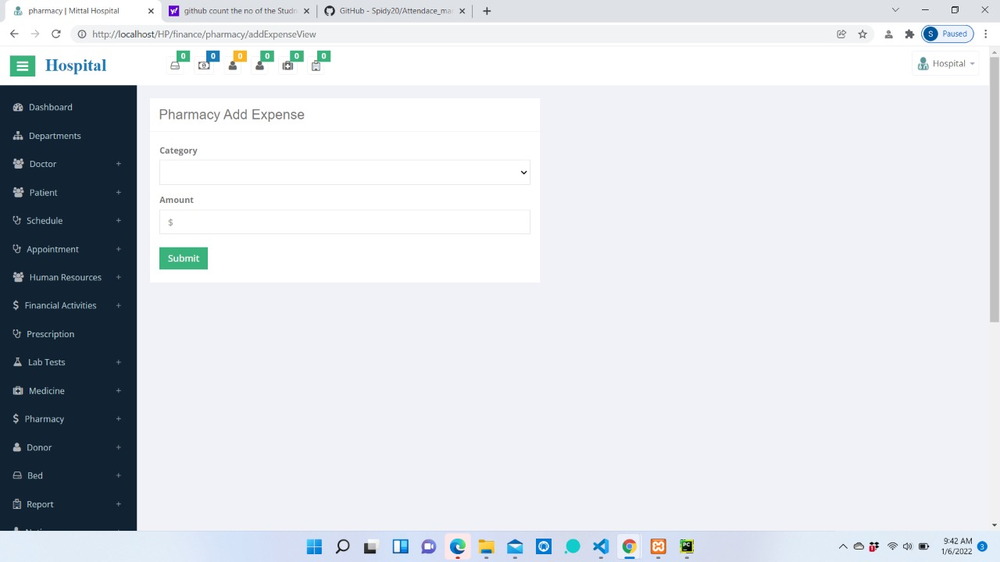 pharmacy | Mittal Hospital
github count the no of the Stud
GitHub - Spidy20/Attendace_ma
http://localhost/HP/finance/pharmacy/addExpenseView
S Paused
Hospital
0 0 0 0 0 0
Hospital
Dashboard
Departments
Doctor +
Patient +
Schedule +
Appointment +
Human Resources +
$ Financial Activities +
Prescription
Lab Tests +
Medicine +
$ Pharmacy +
Donor +
Bed +
Report +
Pharmacy Add Expense
Category
Amount
$
Submit
9:42 AM
1/6/2022
3